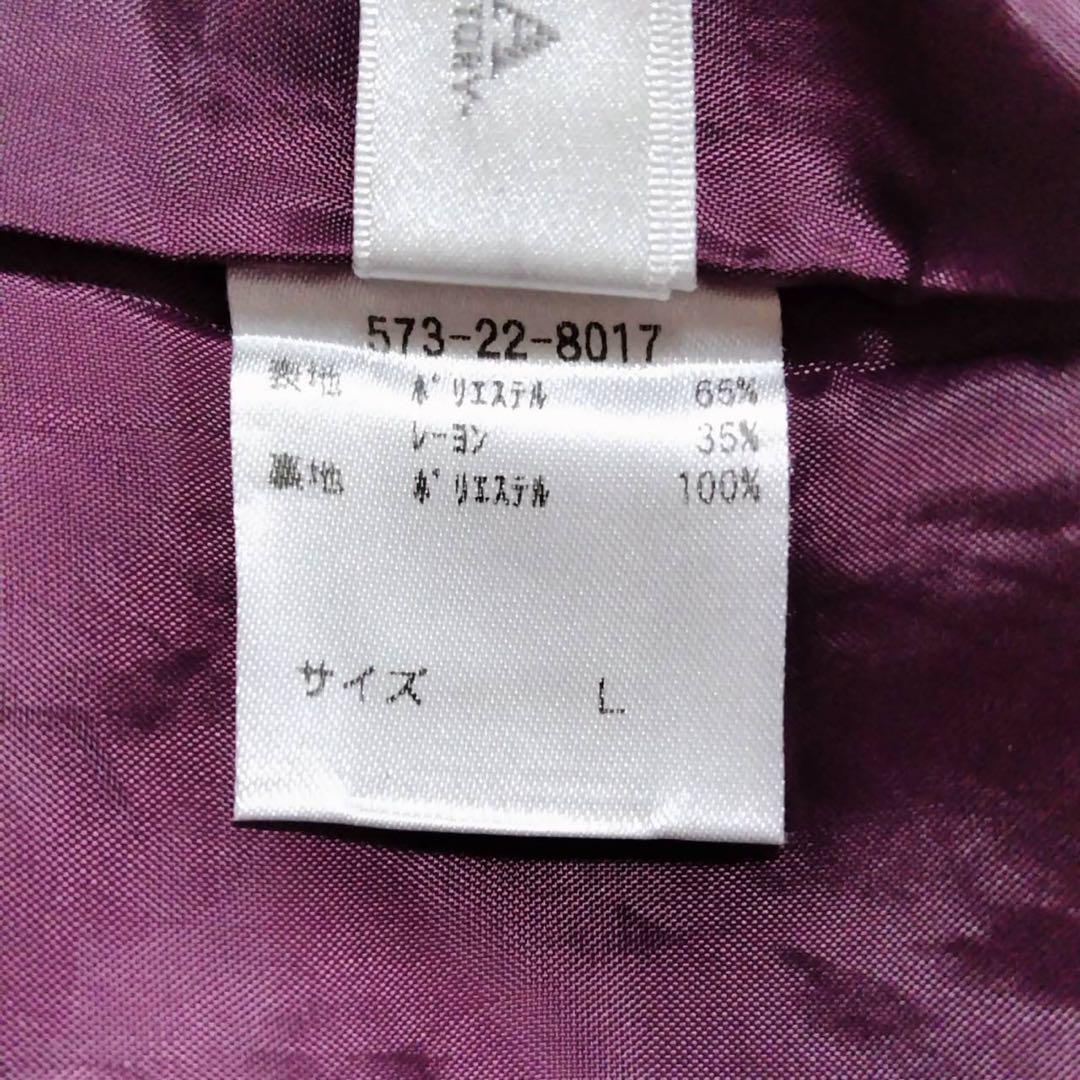 573-22-8017
表地 ポリエステル 65%
レーヨン 35%
裏地 ポリエステル 100%
サイズ L